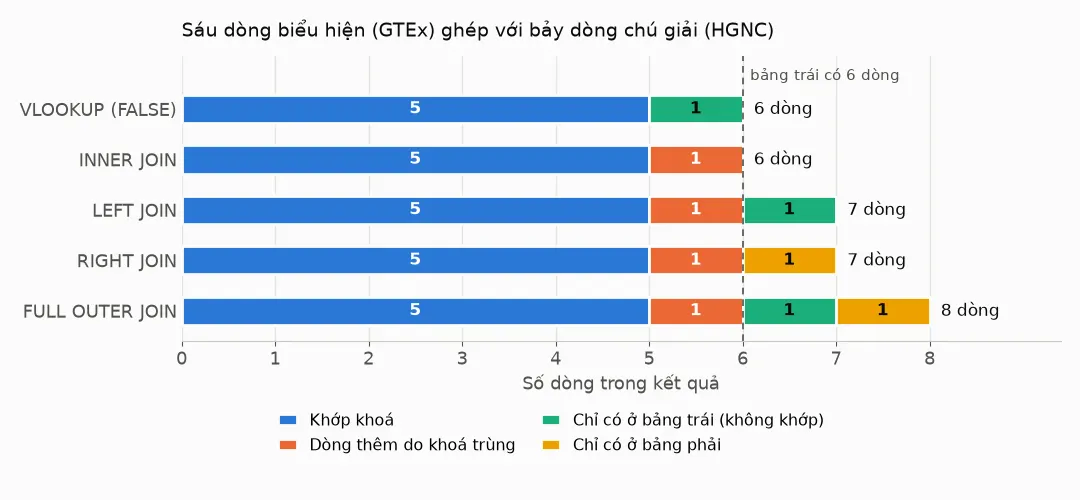 Sáu dòng biểu hiện (GTEx) ghép với bảy dòng chú giải (HGNC)
bảng trái có 6 dòng
VLOOKUP (FALSE) 5 1 6 dòng
INNER JOIN 5 1 6 dòng
LEFT JOIN 5 1 1 7 dòng
RIGHT JOIN 5 1 1 7 dòng
FULL OUTER JOIN 5 1 1 1 8 dòng
0 1 2 3 4 5 6 7 8
Số dòng trong kết quả
Khớp khoá
Dòng thêm do khoá trùng
Chỉ có ở bảng trái (không khớp)
Chỉ có ở bảng phải